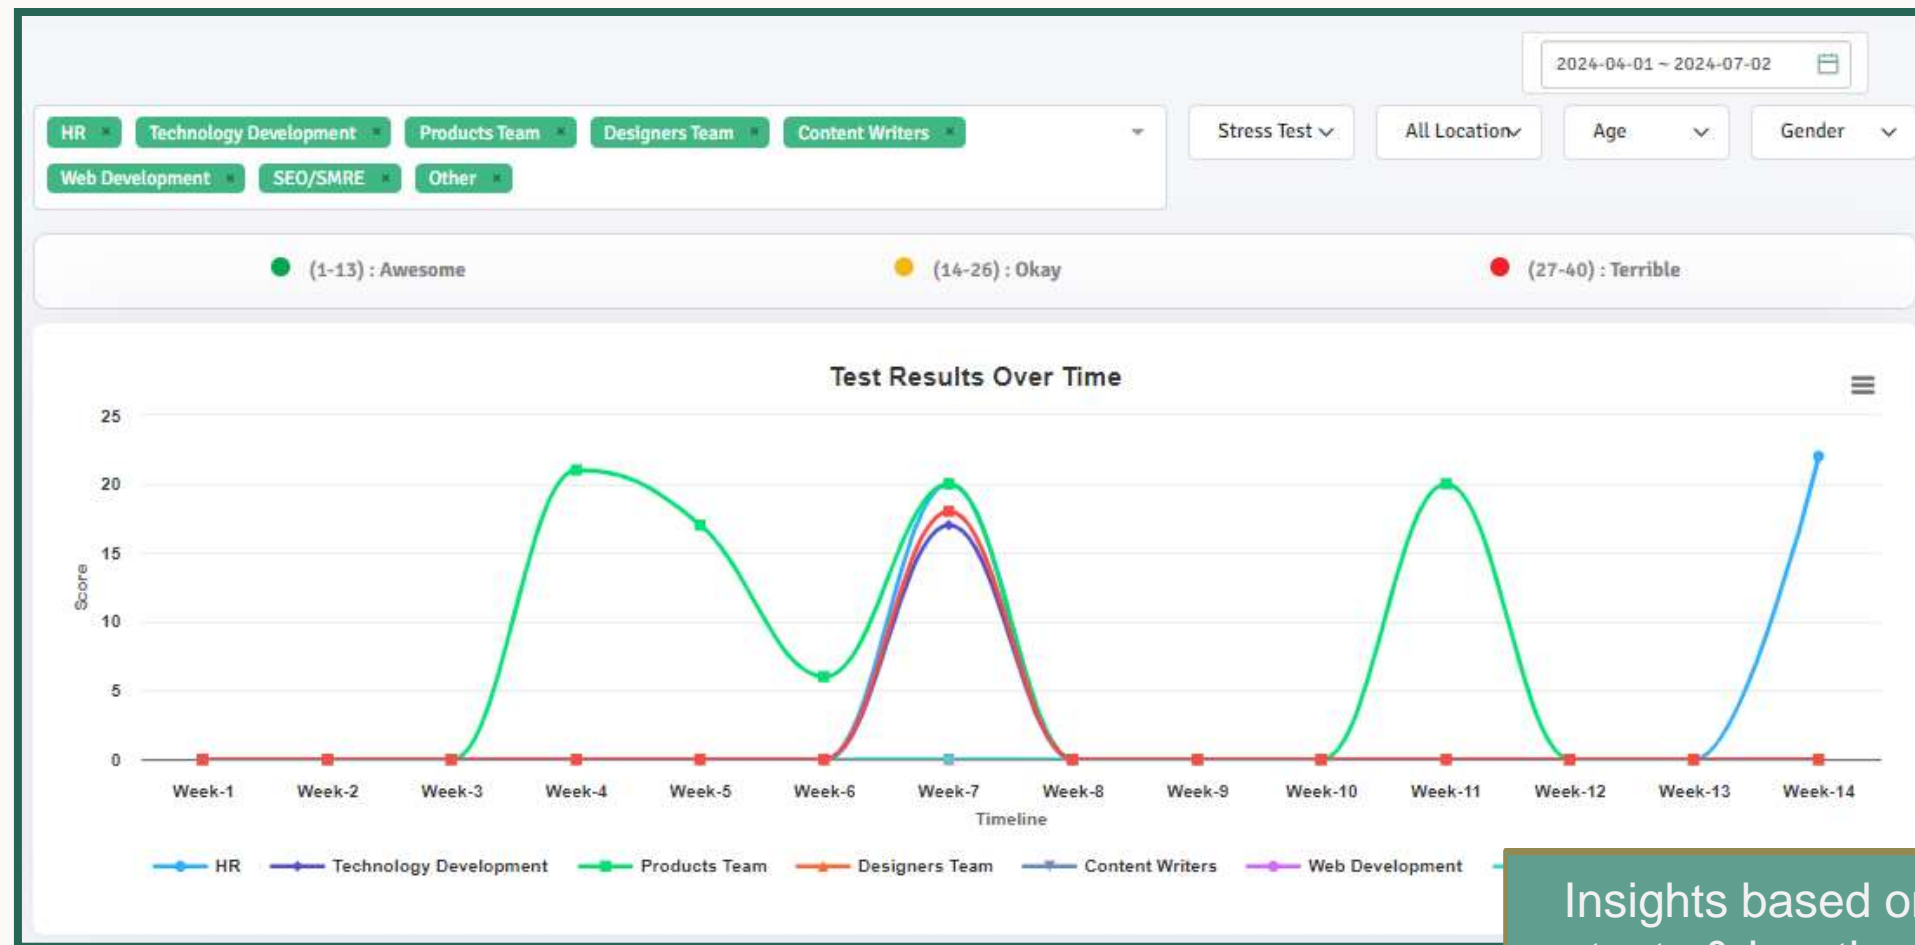 2024-04-01 ~ 2024-07-02
HR × Technology Development × Products Team × Designers Team × Content Writers ×
Web Development × SEO/SMRE × Other ×
Stress Test All Location Age Gender
(1-13) : Awesome (14-26) : Okay (27-40) : Terrible
Test Results Over Time
25
20
15
10
5
0
Score
Week-1 Week-2 Week-3 Week-4 Week-5 Week-6 Week-7 Week-8 Week-9 Week-10 Week-11 Week-12 Week-13 Week-14
Timeline
HR Technology Development Products Team Designers Team Content Writers Web Development
Insights based